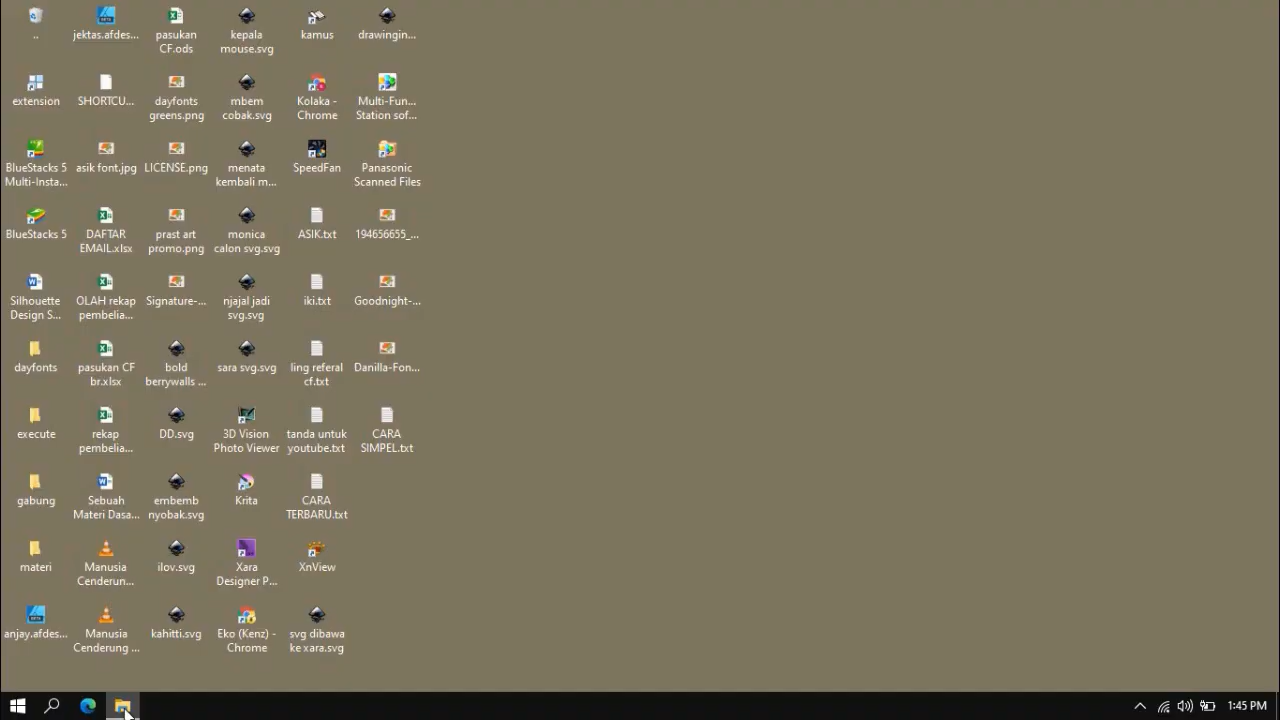 ..
jektas.afdes...
pasukan
CF.ods
kepala
mouse.svg
kamus
drawingin...
extension
SHORTCU...
dayfonts
greens.png
mbem
cobak.svg
Kolaka -
Chrome
Multi-Fun...
Station sof...
BlueStacks 5
Multi-Insta...
asik font.jpg
LICENSE.png
menata
kembali m...
SpeedFan
Panasonic
Scanned Files
BlueStacks 5
DAFTAR
EMAIL.xlsx
prast art
promo.png
monica
calon svg.svg
ASIK.txt
194656655_...
Silhouette
Design S...
OLAH rekap
pembelia...
Signature-...
njajal jadi
svg.svg
iki.txt
Goodnight-...
dayfonts
pasukan CF
br.xlsx
bold
berrywalls ...
sara svg.svg
ling referal
cf.txt
Danilla-Fon...
execute
rekap
pembelia...
DD.svg
3D Vision
Photo Viewer
tanda untuk
youtube.txt
CARA
SIMPEL.txt
gabung
Sebuah
Materi Dasa...
embemb
nyobak.svg
Krita
CARA
TERBARU.txt
materi
Manusia
Cenderun...
ilov.svg
Xara
Designer P...
XnView
anjay.afdes...
Manusia
Cenderung ...
kahitti.svg
Eko (Kenz) -
Chrome
svg dibawa
ke xara.svg
1:45 PM